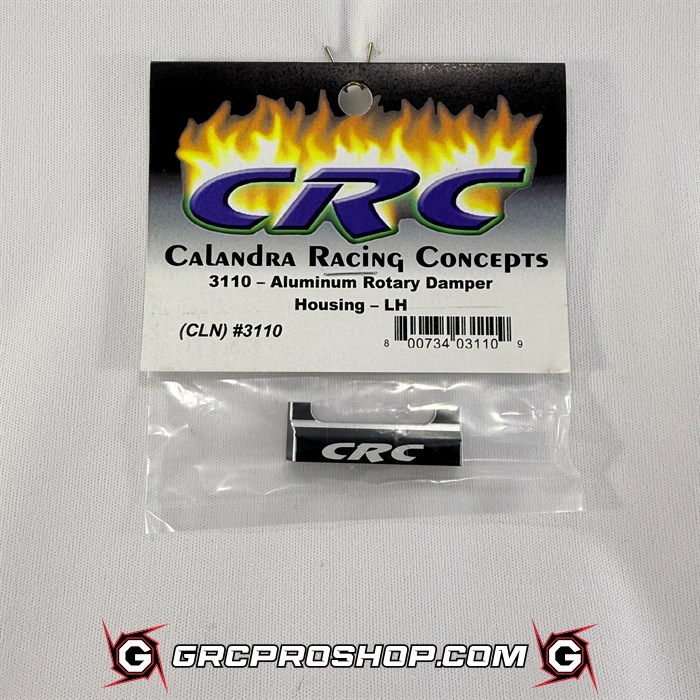 CRC
Calandra Racing Concepts
3110 – Aluminum Rotary Damper
Housing – LH
(CLN) #3110
8 00734 03110 9
CRC
G GRCPROSHOP.COM G